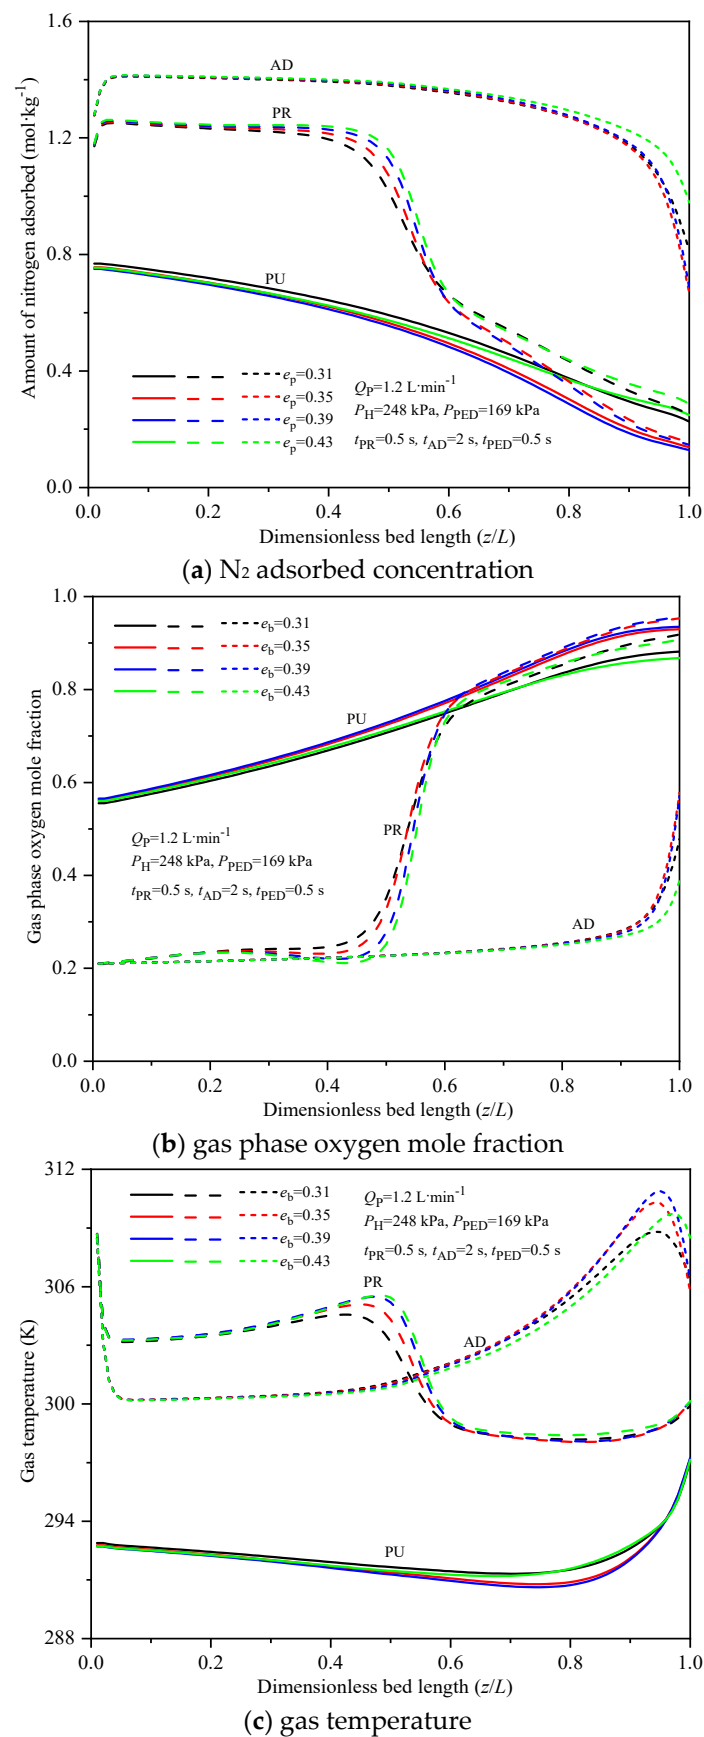 1.6
1.2
0.8
0.4
0.0
Amount of nitrogen adsorbed (mol·kg⁻¹)
AD
PR
PU
eₚ=0.31
eₚ=0.35
eₚ=0.39
eₚ=0.43
Q_P=1.2 L·min⁻¹
P_H=248 kPa, P_PED=169 kPa
t_PR=0.5 s, t_AD=2 s, t_PED=0.5 s
0.0 0.2 0.4 0.6 0.8 1.0
Dimensionless bed length (z/L)
(a) N₂ adsorbed concentration
1.0
0.8
0.6
0.4
0.2
0.0
Gas phase oxygen mole fraction
e_b=0.31
e_b=0.35
e_b=0.39
e_b=0.43
PU
PR
AD
Q_P=1.2 L·min⁻¹
P_H=248 kPa, P_PED=169 kPa
t_PR=0.5 s, t_AD=2 s, t_PED=0.5 s
0.0 0.2 0.4 0.6 0.8 1.0
Dimensionless bed length (z/L)
(b) gas phase oxygen mole fraction
312
306
300
294
288
Gas temperature (K)
e_b=0.31
e_b=0.35
e_b=0.39
e_b=0.43
Q_P=1.2 L·min⁻¹
P_H=248 kPa, P_PED=169 kPa
t_PR=0.5 s, t_AD=2 s, t_PED=0.5 s
PR
AD
PU
0.0 0.2 0.4 0.6 0.8 1.0
Dimensionless bed length (z/L)
(c) gas temperature